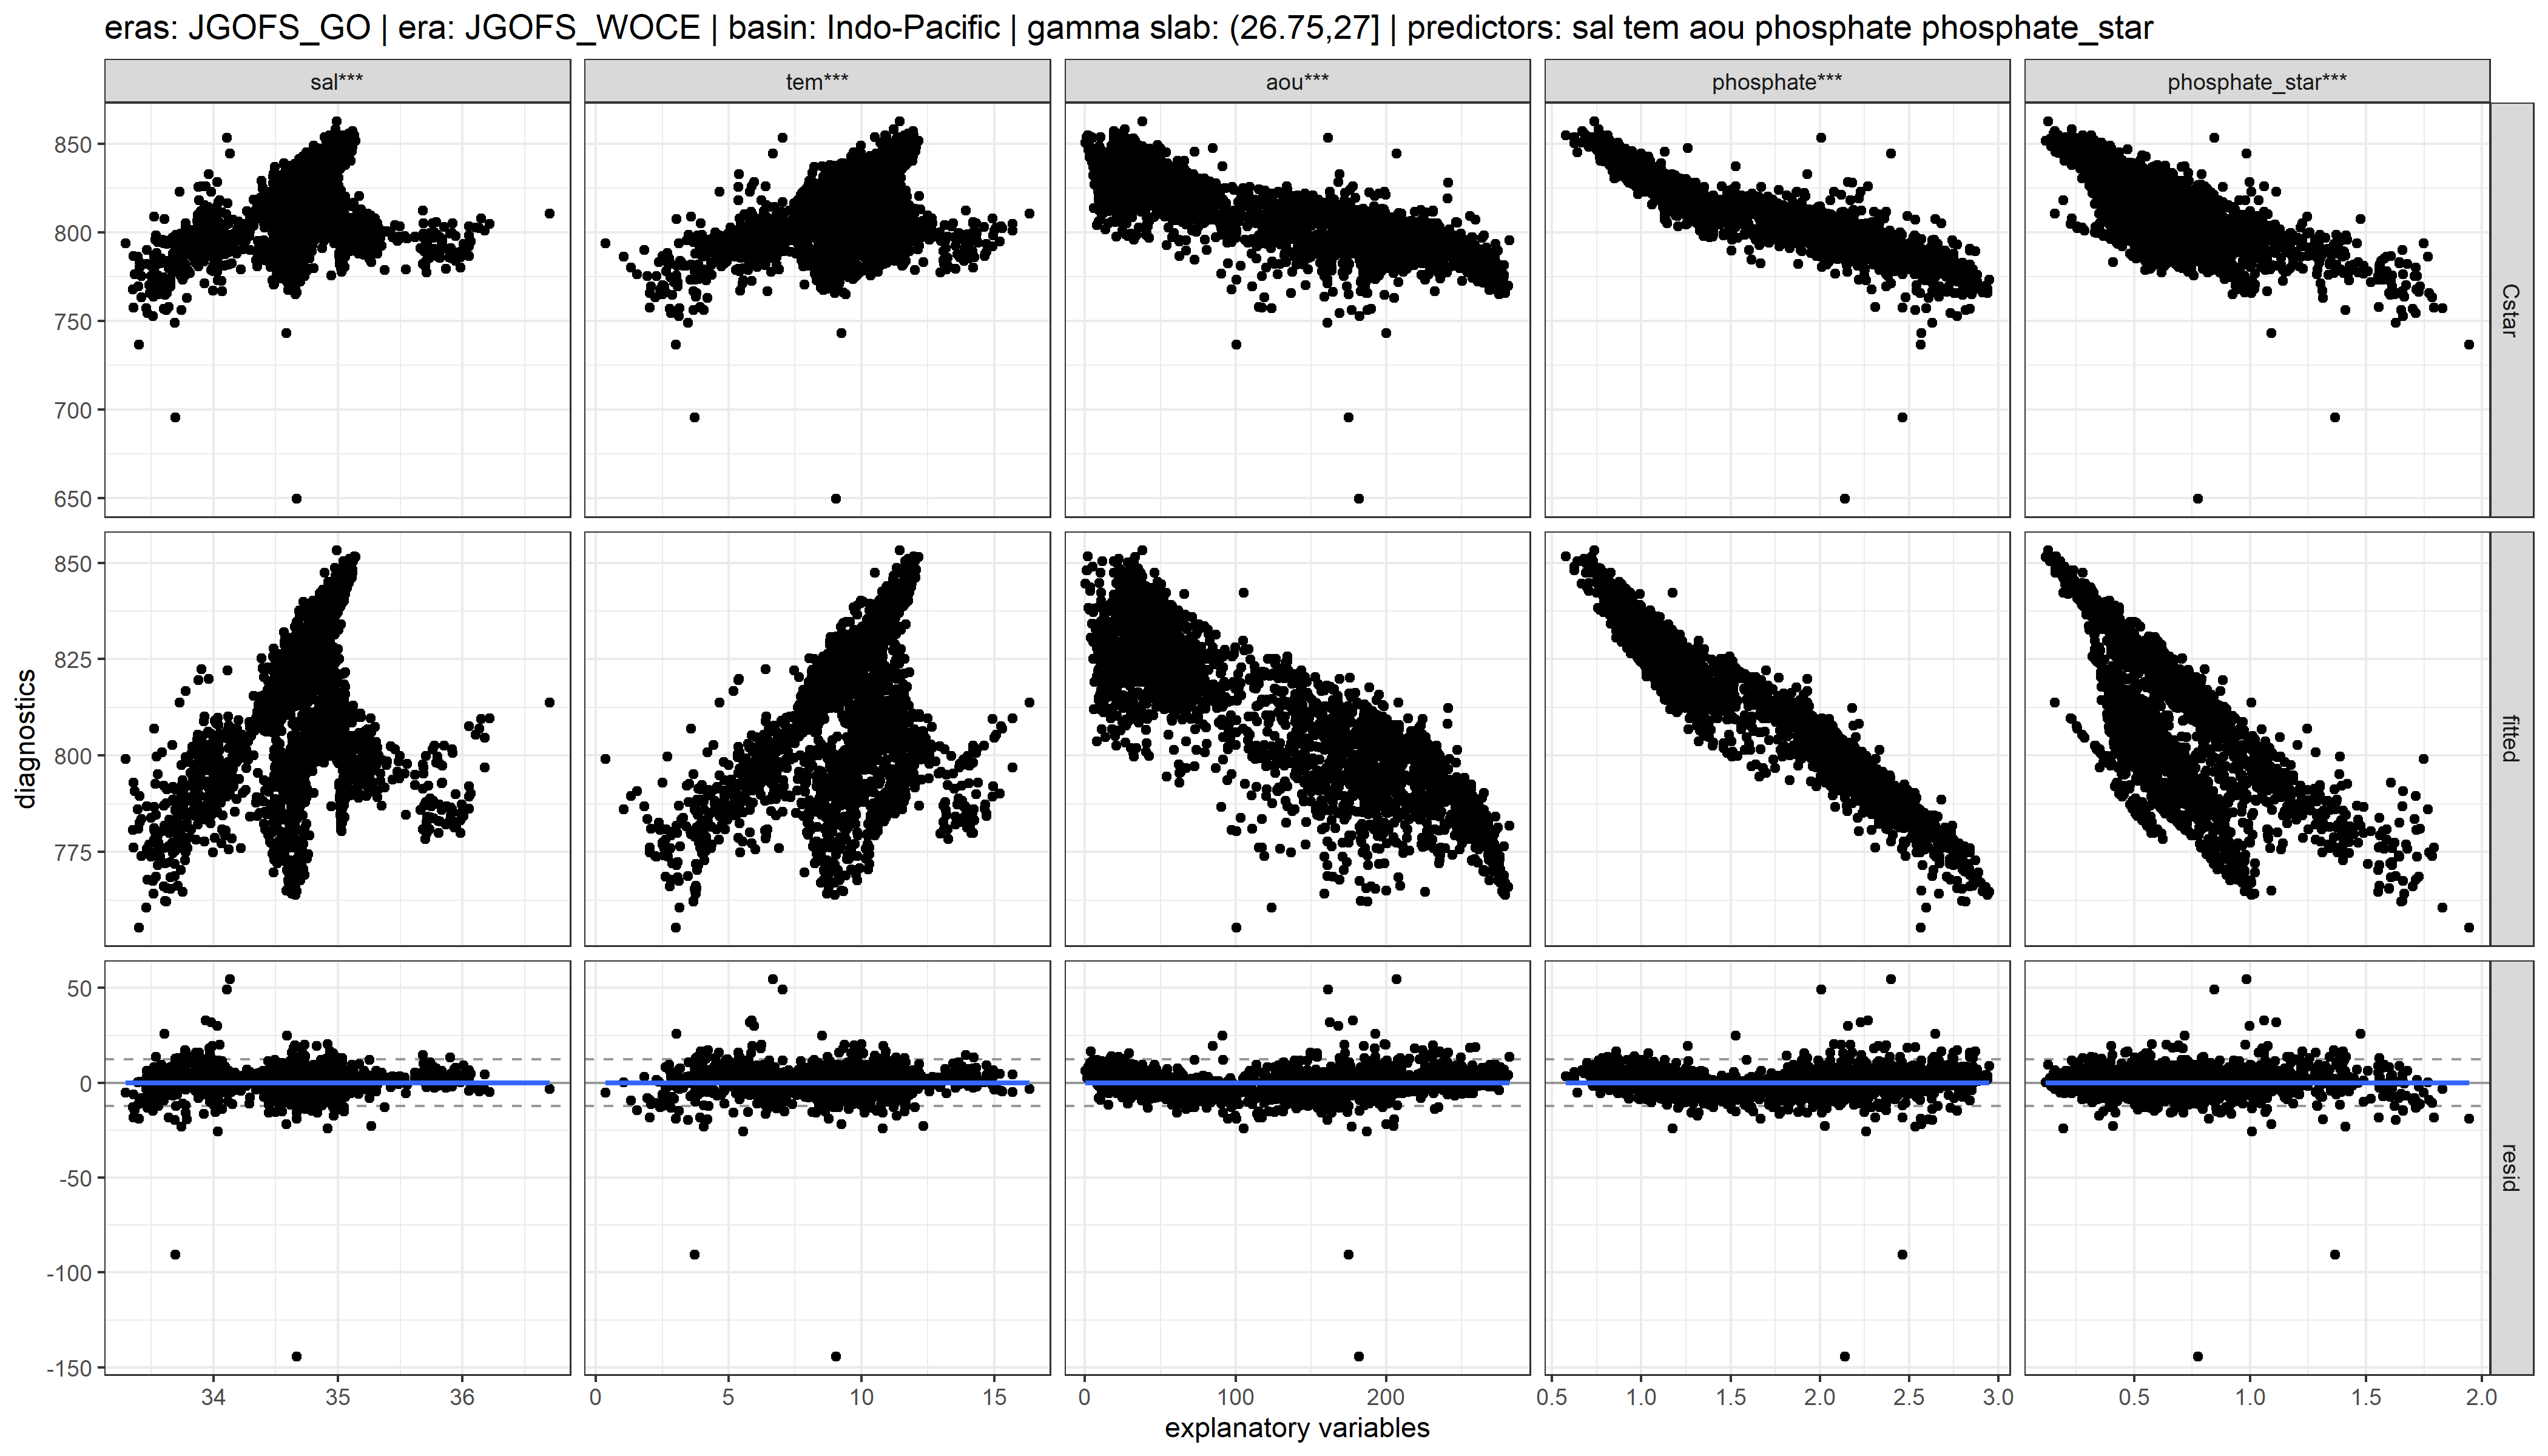 eras: JGOFS_GO | era: JGOFS_WOCE | basin: Indo-Pacific | gamma slab: (26.75,27] | predictors: sal tem aou phosphate phosphate_star
sal*** tem*** aou*** phosphate*** phosphate_star***
850
800
750
700
650
Cstar
850
825
800
775
fitted
diagnostics
50
0
-50
-100
-150
resid
34 35 36 0 5 10 15 0 100 200 0.5 1.0 1.5 2.0 2.5 3.0 0.5 1.0 1.5 2.0
explanatory variables